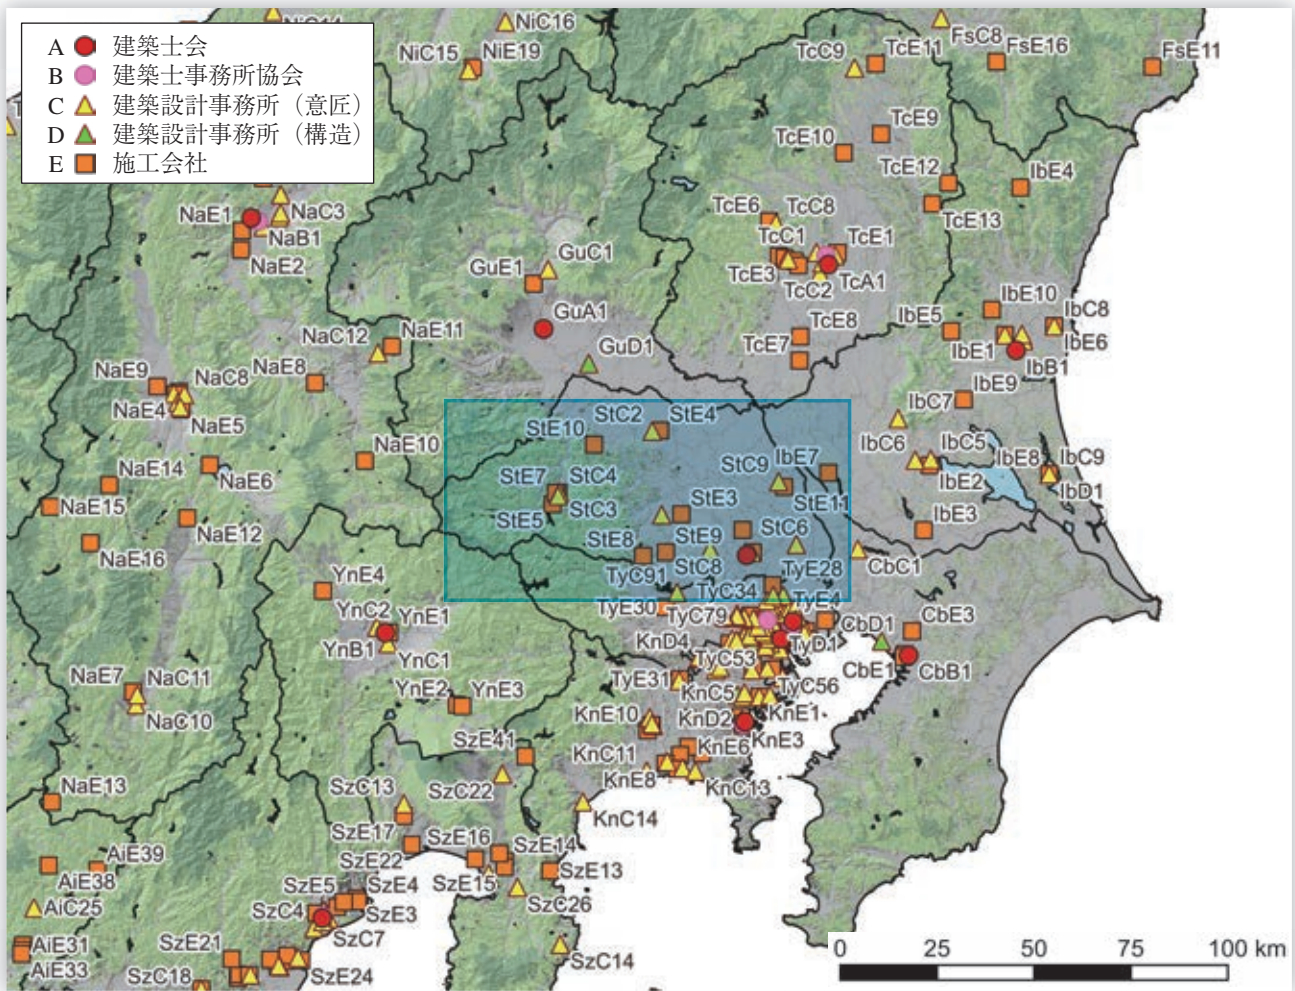 A 建築士会
B 建築士事務所協会
C 建築設計事務所（意匠）
D 建築設計事務所（構造）
E 施工会社
NiC16
NiC15
NiE19
TcC9
TcE11
FsC8
FsE16
FsE11
TcE9
TcE10
TcE12
IbE4
TcE13
NaE1
NaC3
NaB1
NaE2
TcE6
TcC8
TcC1
TcE1
TcE3
TcC2
TcA1
GuE1
GuC1
GuA1
GuD1
IbE10
IbC8
IbE5
IbE6
IbE1
IbB1
TcE8
TcE7
NaC12
NaE11
NaE9
NaC8
NaE8
NaE4
NaE5
IbE9
IbC7
StC2
StE4
StE10
IbC6
IbC5
IbE8
IbC9
IbE2
IbD1
NaE10
NaE14
NaE6
StE7
StC4
StC9
IbE7
StE11
NaE15
NaE12
StC3
StE5
StE3
IbE3
NaE16
StE8
StE9
StC6
StC8
CbC1
YnE4
TyC91
TyE28
TyC34
TyE4
YnC2
YnE1
TyE30
TyC79
CbD1
CbE3
YnB1
YnC1
KnD4
TyD1
TyC53
CbE1
CbB1
NaE7
NaC11
NaC10
YnE2
YnE3
TyE31
KnC5
TyC56
KnE10
KnD2
KnE1
KnE3
SzE41
KnC11
KnE6
KnE8
KnC13
NaE13
SzC13
SzC22
KnC14
SzE17
SzE16
SzE14
SzE22
SzE13
AiE39
AiE38
SzE5
SzE4
SzE15
SzC26
AiC25
SzC4
SzE3
SzC7
AiE31
AiE33
SzE21
SzC18
SzE24
SzC14
0 25 50 75 100 km